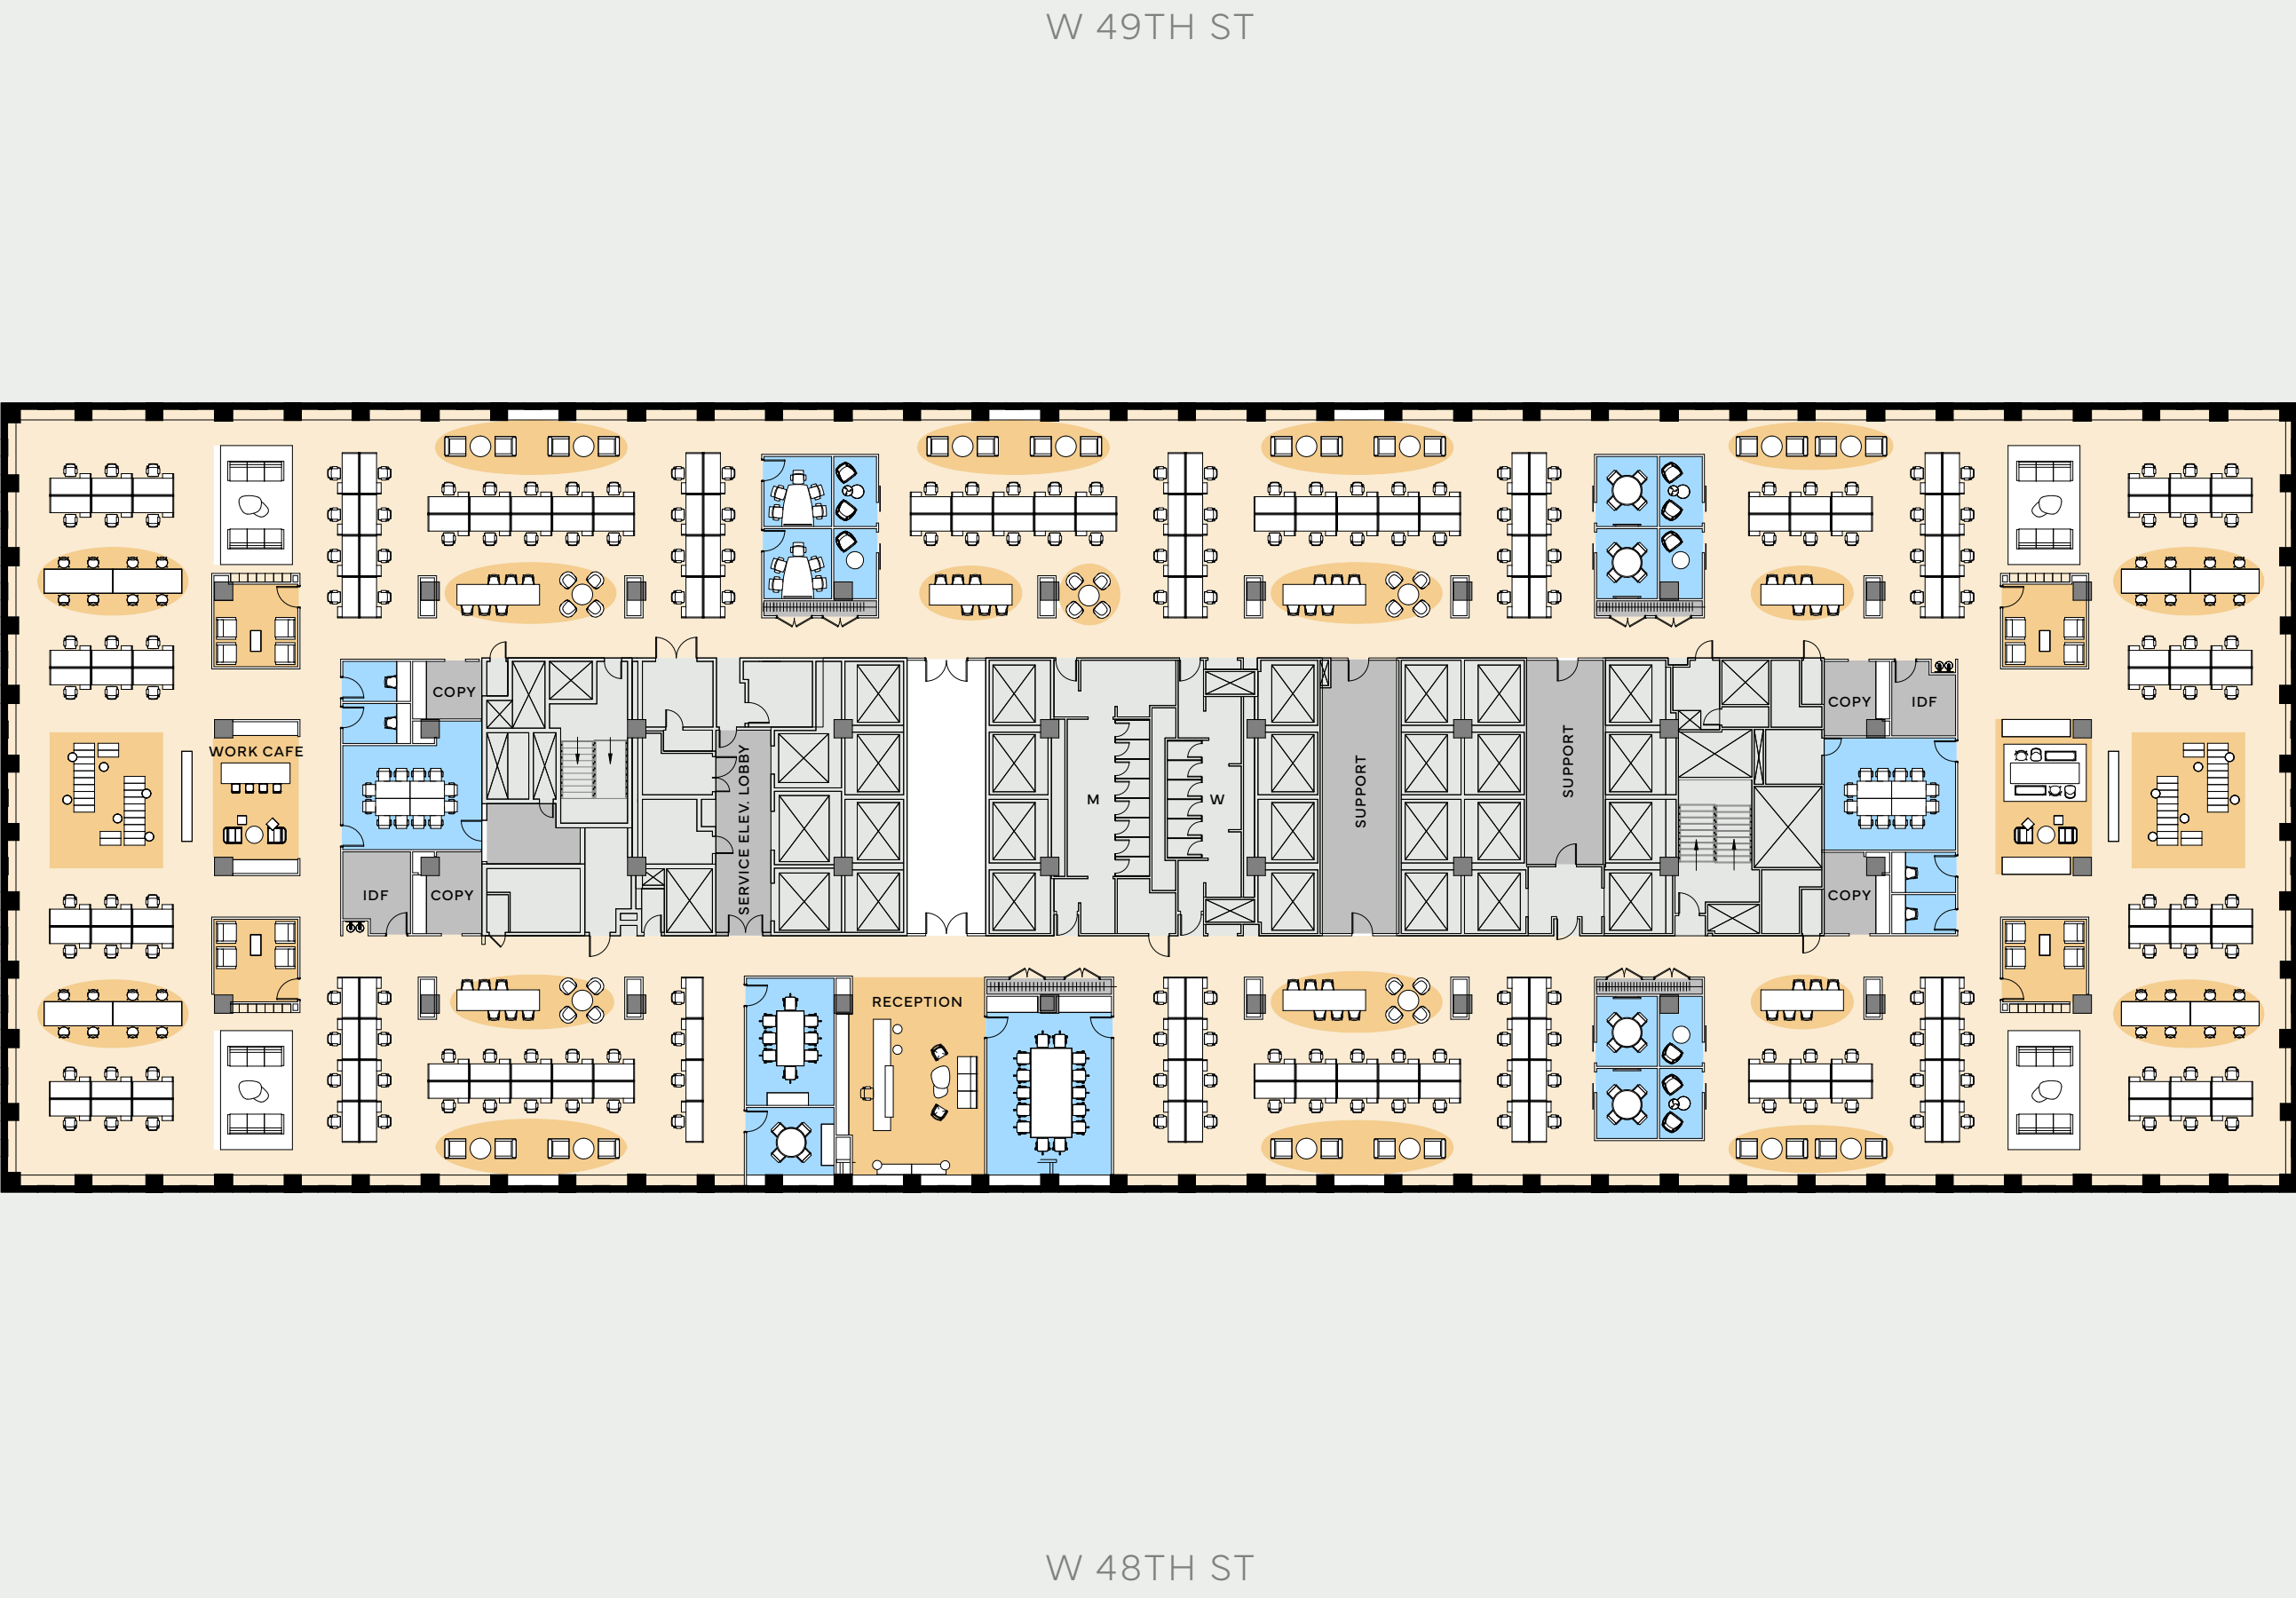 W 49TH ST
COPY
COPY
IDF
WORK CAFE
SERVICE ELEV. LOBBY
M
W
SUPPORT
SUPPORT
IDF
COPY
COPY
RECEPTION
W 48TH ST